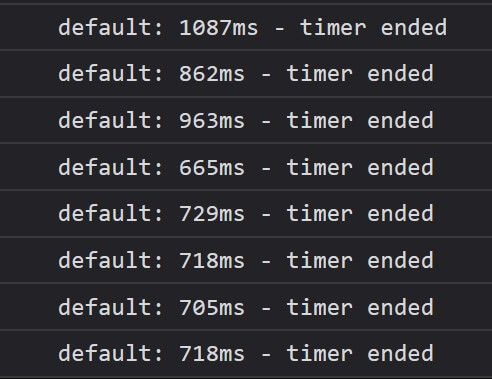 default: 1087ms - timer ended
default: 862ms - timer ended
default: 963ms - timer ended
default: 665ms - timer ended
default: 729ms - timer ended
default: 718ms - timer ended
default: 705ms - timer ended
default: 718ms - timer ended